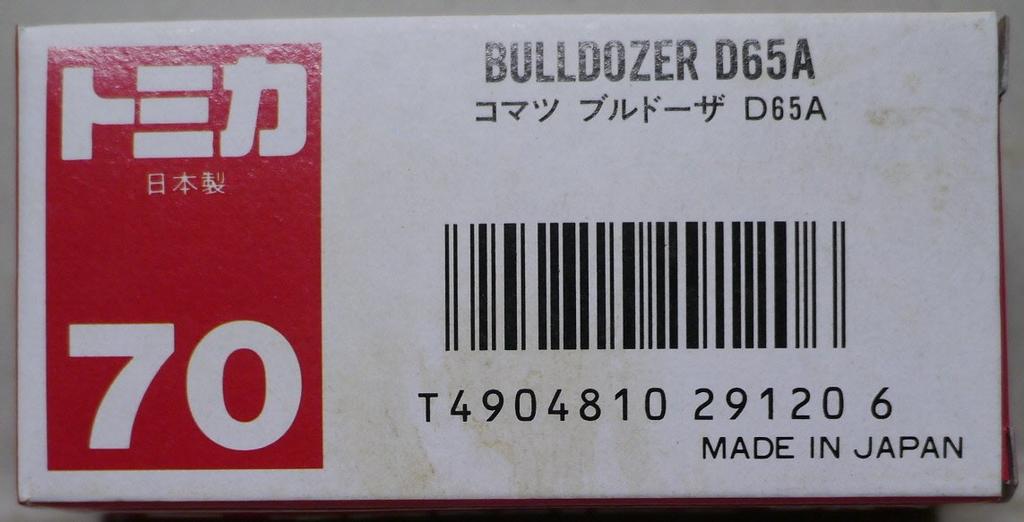 トミカ
日本製
70
BULLDOZER D65A
コマツ ブルドーザ D65A
T4904810 29120 6
MADE IN JAPAN